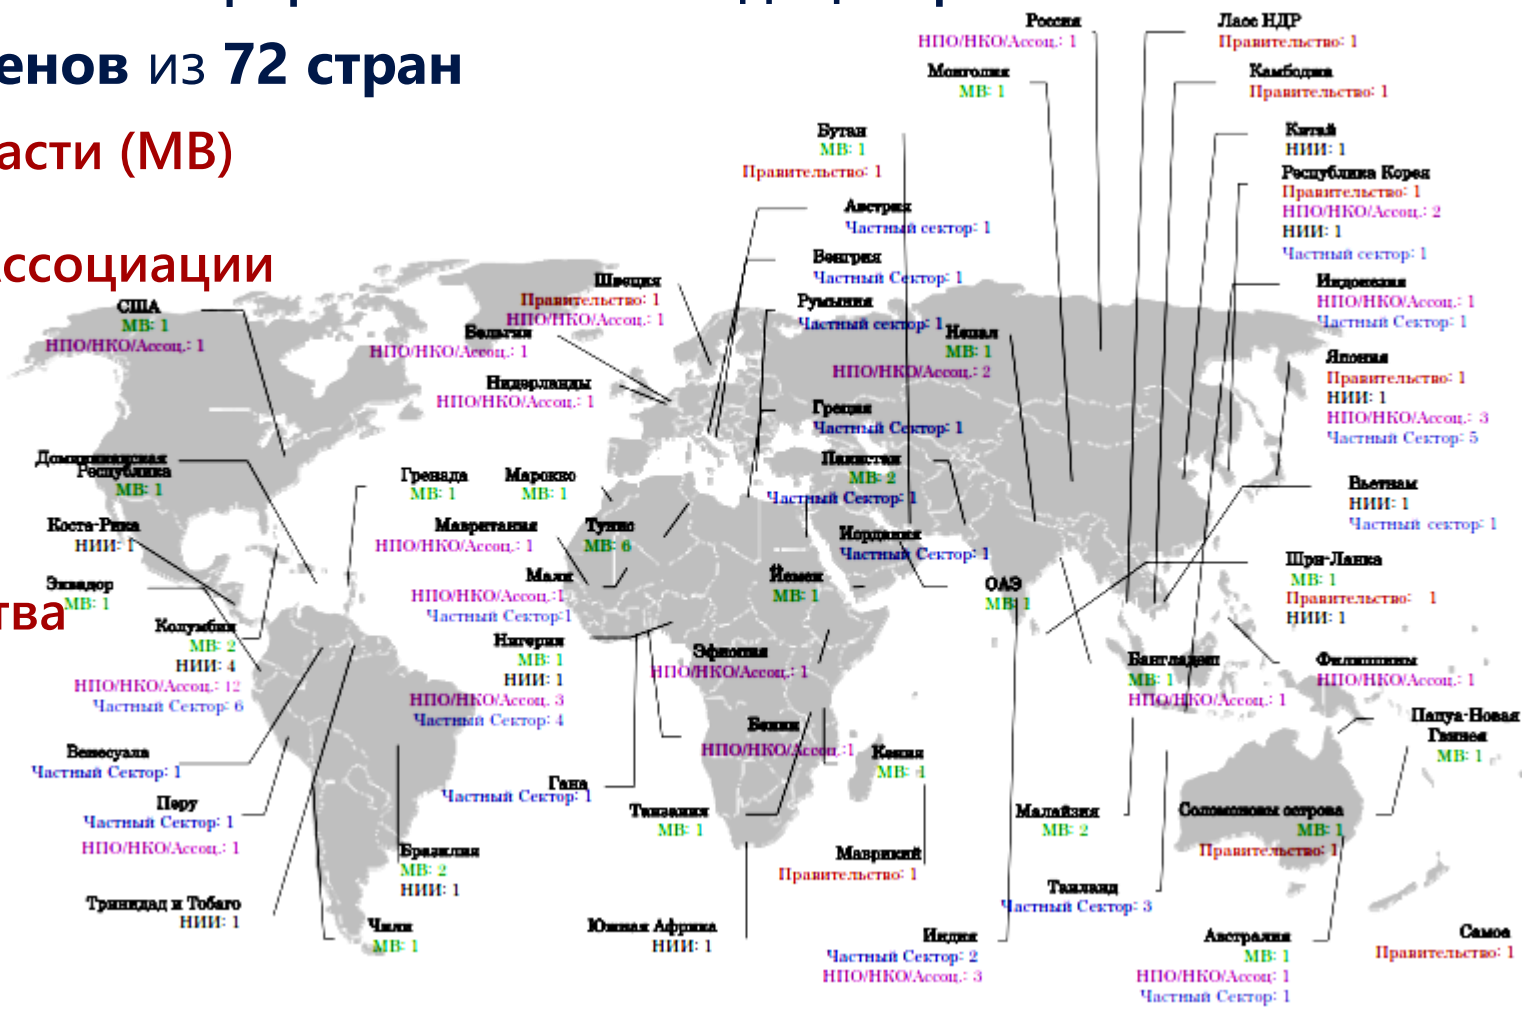 енов из 72 стран
асти (МВ)
Ассоциации
тва
Россия
НПО/НКО/Ассоц.: 1
Монголия
МВ: 1
Лаос НДР
Правительство: 1
Камбоджа
Правительство: 1
Бутан
МВ: 1
Правительство: 1
Китай
НИИ: 1
Республика Корея
Правительство: 1
НПО/НКО/Ассоц.: 2
НИИ: 1
Частный сектор: 1
Австрия
Частный сектор: 1
Венгрия
Частный Сектор: 1
Румыния
Частный сектор: 1
Швеция
Правительство: 1
НПО/НКО/Ассоц.: 1
Бельгия
НПО/НКО/Ассоц.: 1
Нидерланды
НПО/НКО/Ассоц.: 1
США
МВ: 1
НПО/НКО/Ассоц.: 1
Непал
МВ: 1
НПО/НКО/Ассоц.: 2
Индонезия
НПО/НКО/Ассоц.: 1
Частный Сектор: 1
Япония
Правительство: 1
НИИ: 1
НПО/НКО/Ассоц.: 3
Частный Сектор: 5
Греция
Частный Сектор: 1
Пакистан
МВ: 2
Частный Сектор: 1
Иордания
Частный Сектор: 1
Доминиканская
Республика
МВ: 1
Гренада
МВ: 1
Марокко
МВ: 1
Коста-Рика
НИИ: 1
Мавритания
НПО/НКО/Ассоц.: 1
Тунис
МВ: 6
Вьетнам
НИИ: 1
Частный сектор: 1
Эквадор
МВ: 1
Мали
НПО/НКО/Ассоц.:1
Частный Сектор:1
Йемен
МВ: 1
ОАЭ
МВ: 1
Шри-Ланка
МВ: 1
Правительство: 1
НИИ: 1
Колумбия
МВ: 2
НИИ: 4
НПО/НКО/Ассоц.: 12
Частный Сектор: 6
Нигерия
МВ: 1
НИИ: 1
НПО/НКО/Ассоц.: 3
Частный Сектор: 4
Эфиопия
НПО/НКО/Ассоц.: 1
Бангладеш
МВ: 1
НПО/НКО/Ассоц.: 1
Филиппины
НПО/НКО/Ассоц.: 1
Папуа-Новая
Гвинея
МВ: 1
Венесуэла
Частный Сектор: 1
Бенин
НПО/НКО/Ассоц.:1
Кения
МВ: 1
Гана
Частный Сектор: 1
Перу
Частный Сектор: 1
НПО/НКО/Ассоц.: 1
Танзания
МВ: 1
Малайзия
МВ: 2
Соломоновы острова
МВ: 1
Правительство: 1
Бразилия
МВ: 2
НИИ: 1
Маврикий
Правительство: 1
Таиланд
Частный Сектор: 3
Тринидад и Тобаго
НИИ: 1
Чили
МВ: 1
Южная Африка
НИИ: 1
Индия
Частный Сектор: 2
НПО/НКО/Ассоц.: 3
Австралия
МВ: 1
НПО/НКО/Ассоц: 1
Частный Сектор: 1
Самоа
Правительство: 1